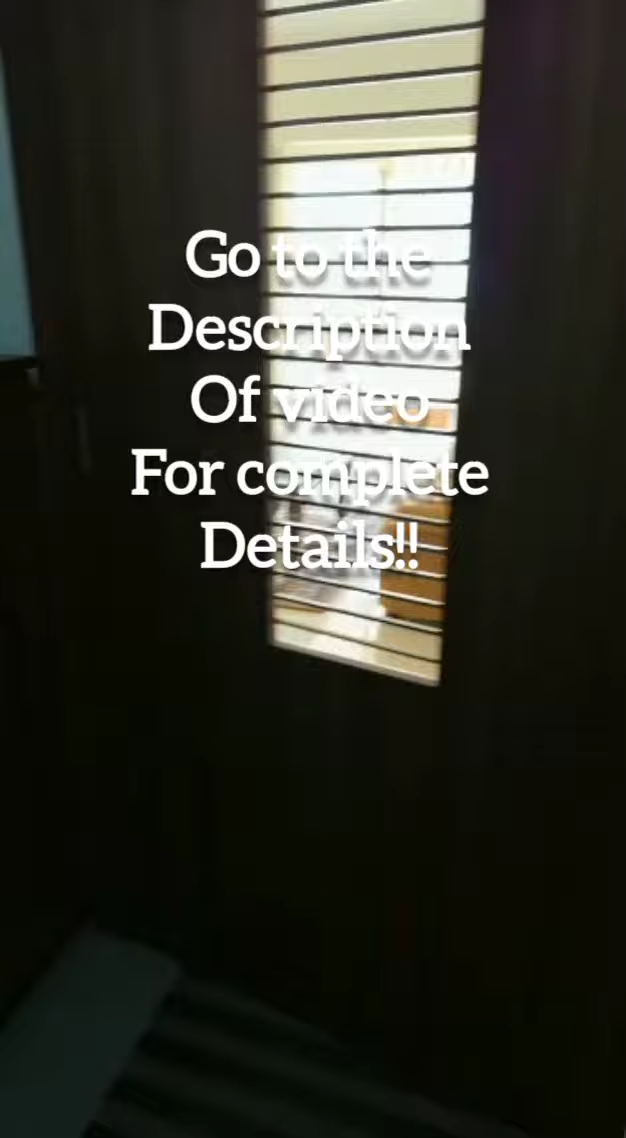 Go to the
Description
Of video
For complete
Details!!